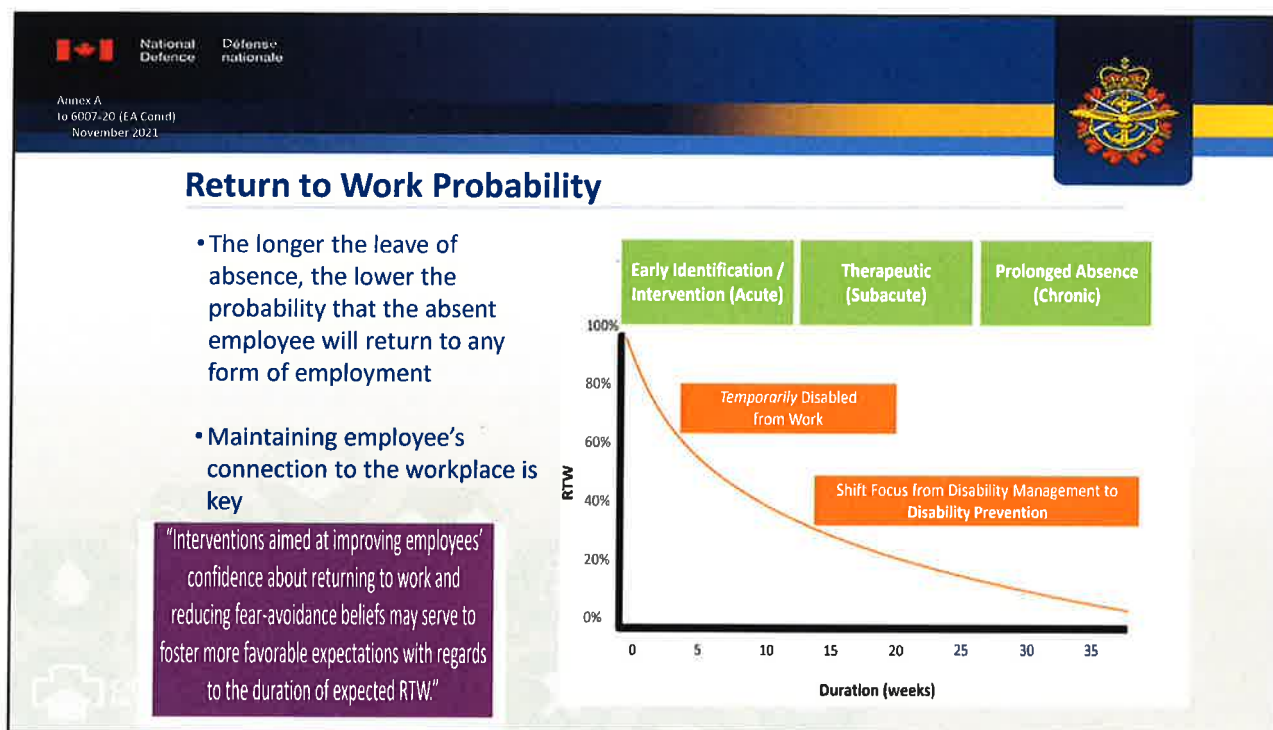 National Défense
Defence nationale
Annex A
to 6007-20 (EA Comd)
November 2021
Return to Work Probability
• The longer the leave of
absence, the lower the
probability that the absent
employee will return to any
form of employment
• Maintaining employee's
connection to the workplace is
key
"Interventions aimed at improving employees'
confidence about returning to work and
reducing fear-avoidance beliefs may serve to
foster more favorable expectations with regards
to the duration of expected RTW."
Early Identification /
Intervention (Acute)
Therapeutic
(Subacute)
Prolonged Absence
(Chronic)
100%
80%
60%
40%
20%
0%
RTW
Temporarily Disabled
from Work
Shift Focus from Disability Management to
Disability Prevention
0 5 10 15 20 25 30 35
Duration (weeks)